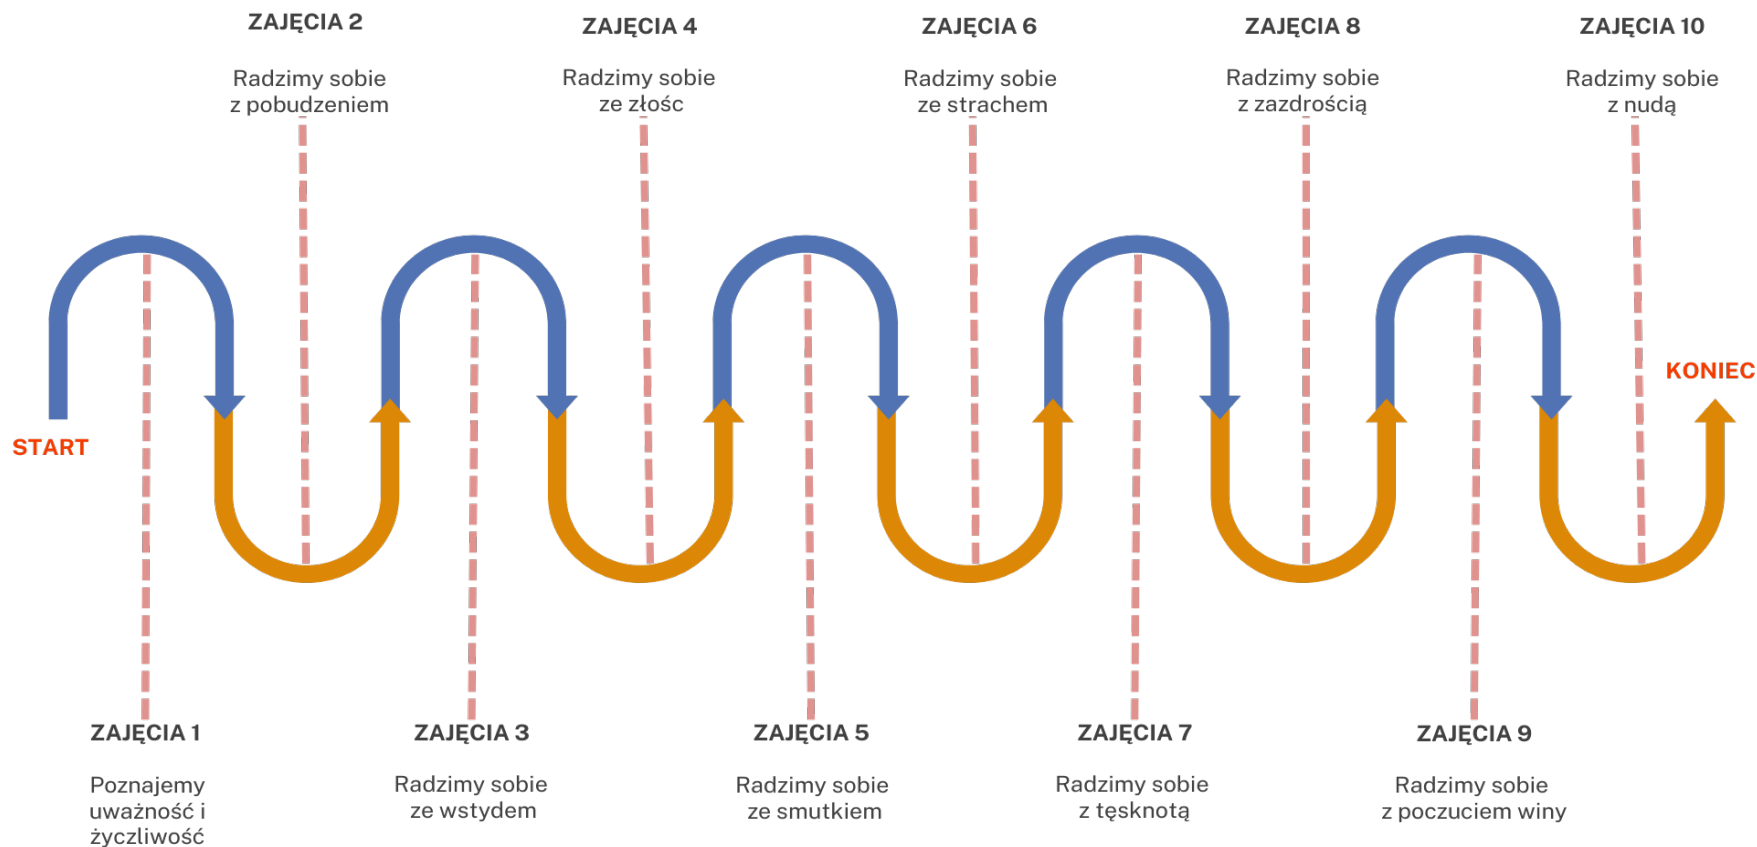 ZAJĘCIA 2
Radzimy sobie
z pobudzeniem
ZAJĘCIA 4
Radzimy sobie
ze złośc
ZAJĘCIA 6
Radzimy sobie
ze strachem
ZAJĘCIA 8
Radzimy sobie
z zazdrością
ZAJĘCIA 10
Radzimy sobie
z nudą
START
KONIEC
ZAJĘCIA 1
Poznajemy
uważność i
życzliwość
ZAJĘCIA 3
Radzimy sobie
ze wstydem
ZAJĘCIA 5
Radzimy sobie
ze smutkiem
ZAJĘCIA 7
Radzimy sobie
z tęsknotą
ZAJĘCIA 9
Radzimy sobie
z poczuciem winy